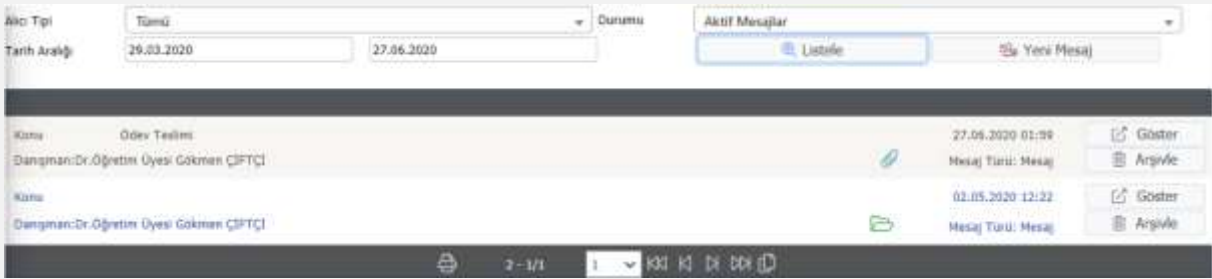 Alıcı Tipi Tümü Durumu Aktif Mesajlar
Tarih Aralığı 29.03.2020 27.06.2020 Listele Yeni Mesaj
Konu Ödev Teslimi 27.06.2020 01:59 Göster
Danışman:Dr.Öğretim Üyesi Gökmen ÇİFTÇİ Mesaj Türü: Mesaj Arşivle
Konu 02.05.2020 12:22 Göster
Danışman:Dr.Öğretim Üyesi Gökmen ÇİFTÇİ Mesaj Türü: Mesaj Arşivle
2 - 1/1 1